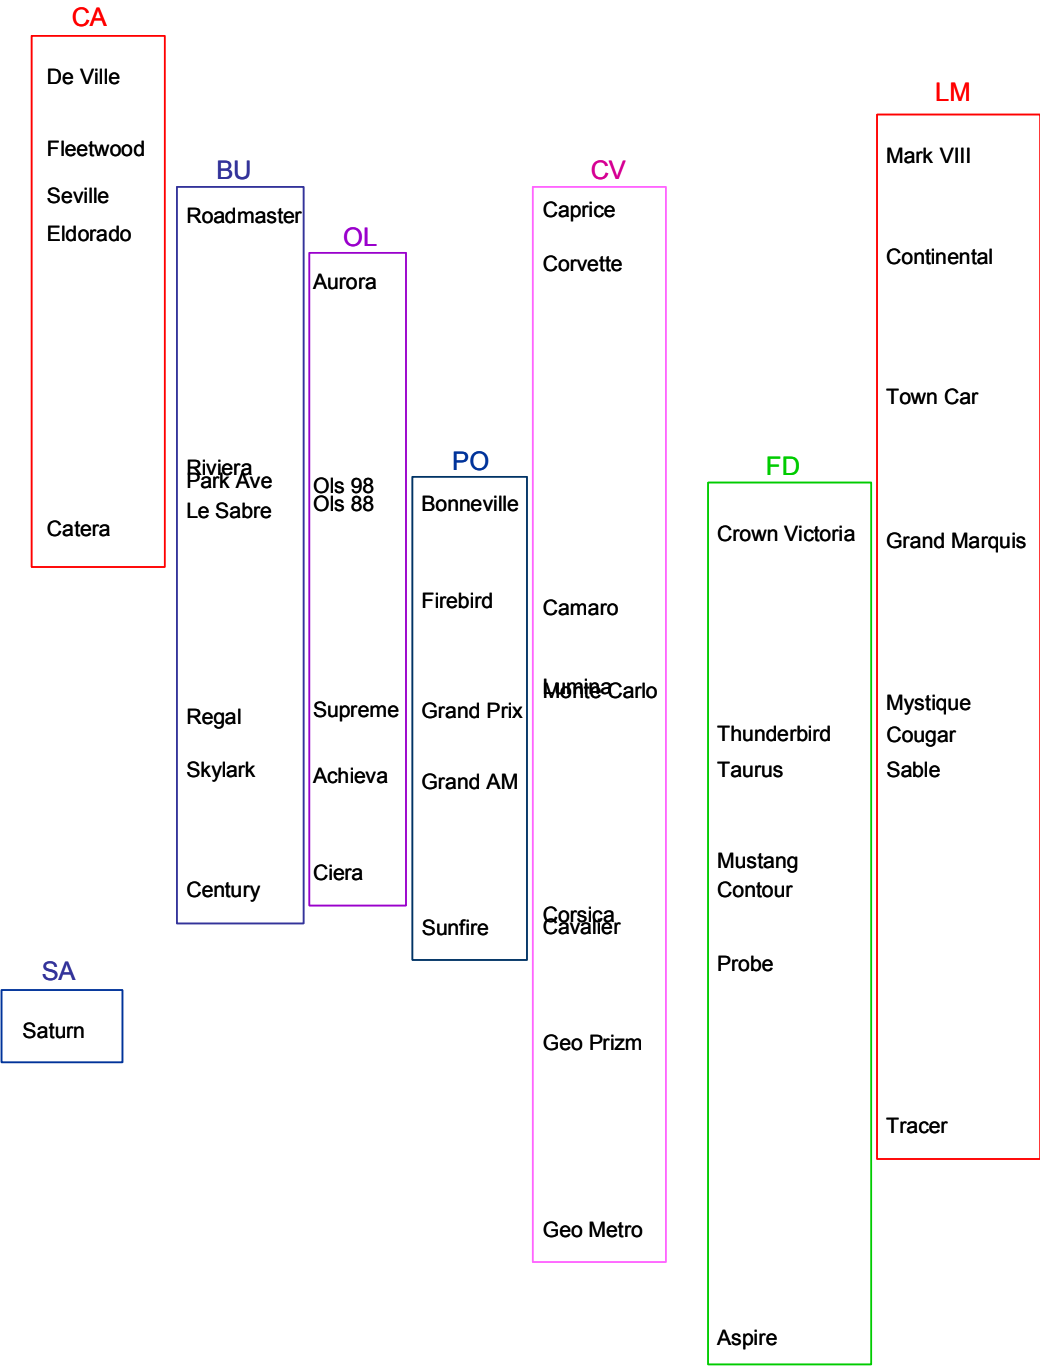 CA
De Ville
Fleetwood
Seville
Eldorado
Catera
BU
Roadmaster
Riviera
Park Ave
Le Sabre
Regal
Skylark
Century
OL
Aurora
Ols 98
Ols 88
Supreme
Achieva
Ciera
PO
Bonneville
Firebird
Grand Prix
Grand AM
Sunfire
CV
Caprice
Corvette
Camaro
Lumina
Monte Carlo
Corsica
Cavalier
Geo Prizm
Geo Metro
FD
Crown Victoria
Thunderbird
Taurus
Mustang
Contour
Probe
Aspire
LM
Mark VIII
Continental
Town Car
Grand Marquis
Mystique
Cougar
Sable
Tracer
SA
Saturn